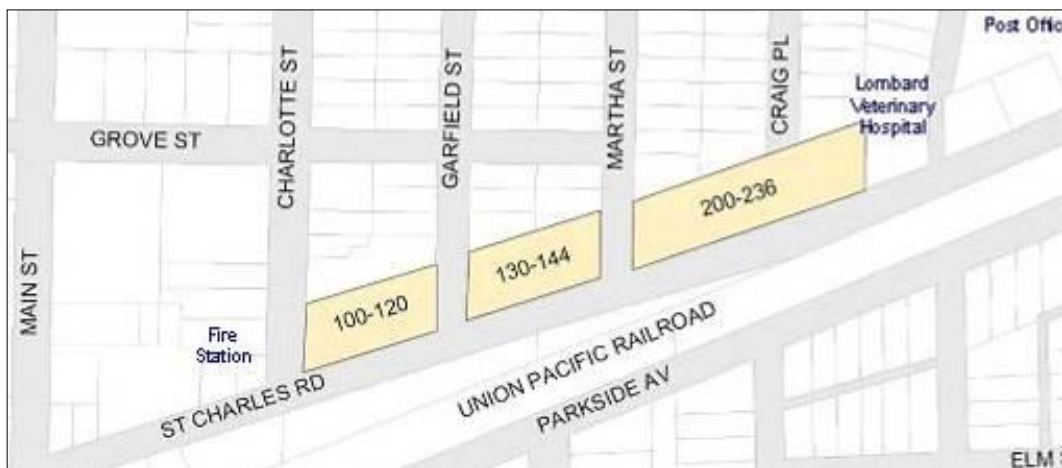 Post Offic
Lombard
Veterinary
Hospital
CRAIG PL
MARTHA ST
GARFIELD ST
CHARLOTTE ST
GROVE ST
MAIN ST
200-236
130-144
100-120
Fire
Station
ST CHARLES RD
UNION PACIFIC RAILROAD
PARKSIDE AV
ELM